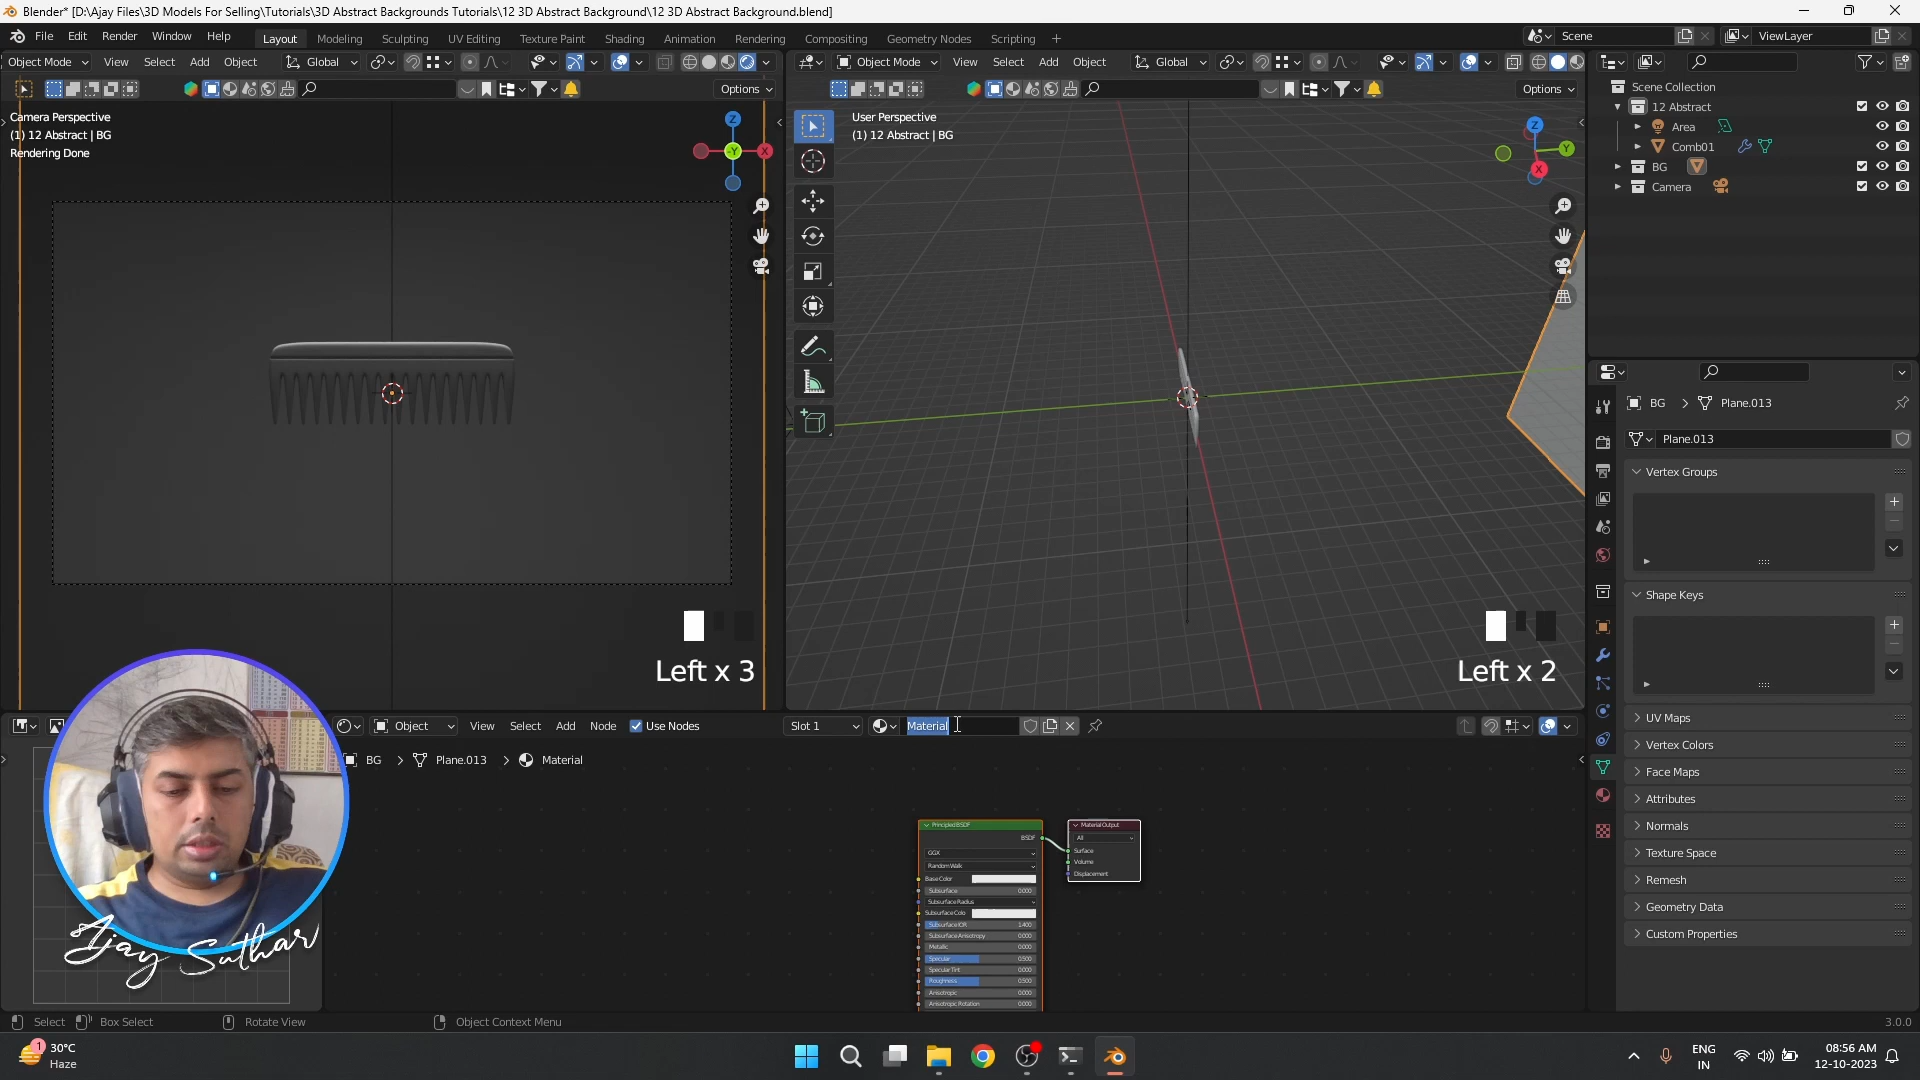 Blender* [D:\Ajay Files\3D Models For Selling\Tutorials\3D Abstract Backgrounds Tutorials\12 3D Abstract Background\12 3D Abstract Background.blend]
File Edit Render Window Help Layout Modeling Sculpting UV Editing Texture Paint Shading Animation Rendering Compositing Geometry Nodes Scripting + Scene ViewLayer
Object Mode View Select Add Object Global
Object Mode View Select Add Object Global
Options
Options
Camera Perspective
(1) 12 Abstract | BG
Rendering Done
User Perspective
(1) 12 Abstract | BG
Z
X
-Y
Z
Y
X
Left x 3
Left x 2
Scene Collection
12 Abstract
Area
Comb01
BG
Camera
BG > Plane.013
Plane.013
Vertex Groups
Shape Keys
UV Maps
Vertex Colors
Face Maps
Attributes
Normals
Texture Space
Remesh
Geometry Data
Custom Properties
Object View Select Add Node Use Nodes Slot 1 Material
BG > Plane.013 > Material
Principled BSDF
BSDF
GGX
Random Walk
Base Color
Subsurface 0.000
Subsurface Radius
Subsurface Colo
Subsurface IOR 1.400
Subsurface Anisotropy 0.000
Metallic 0.000
Specular 0.500
Specular Tint 0.000
Roughness 0.500
Anisotropic 0.000
Anisotropic Rotation 0.000
Material Output
All
Surface
Volume
Displacement
Ajay Suthar
Select Box Select Rotate View Object Context Menu 3.0.0
1
30°C
Haze
ENG
IN
08:56 AM
12-10-2023